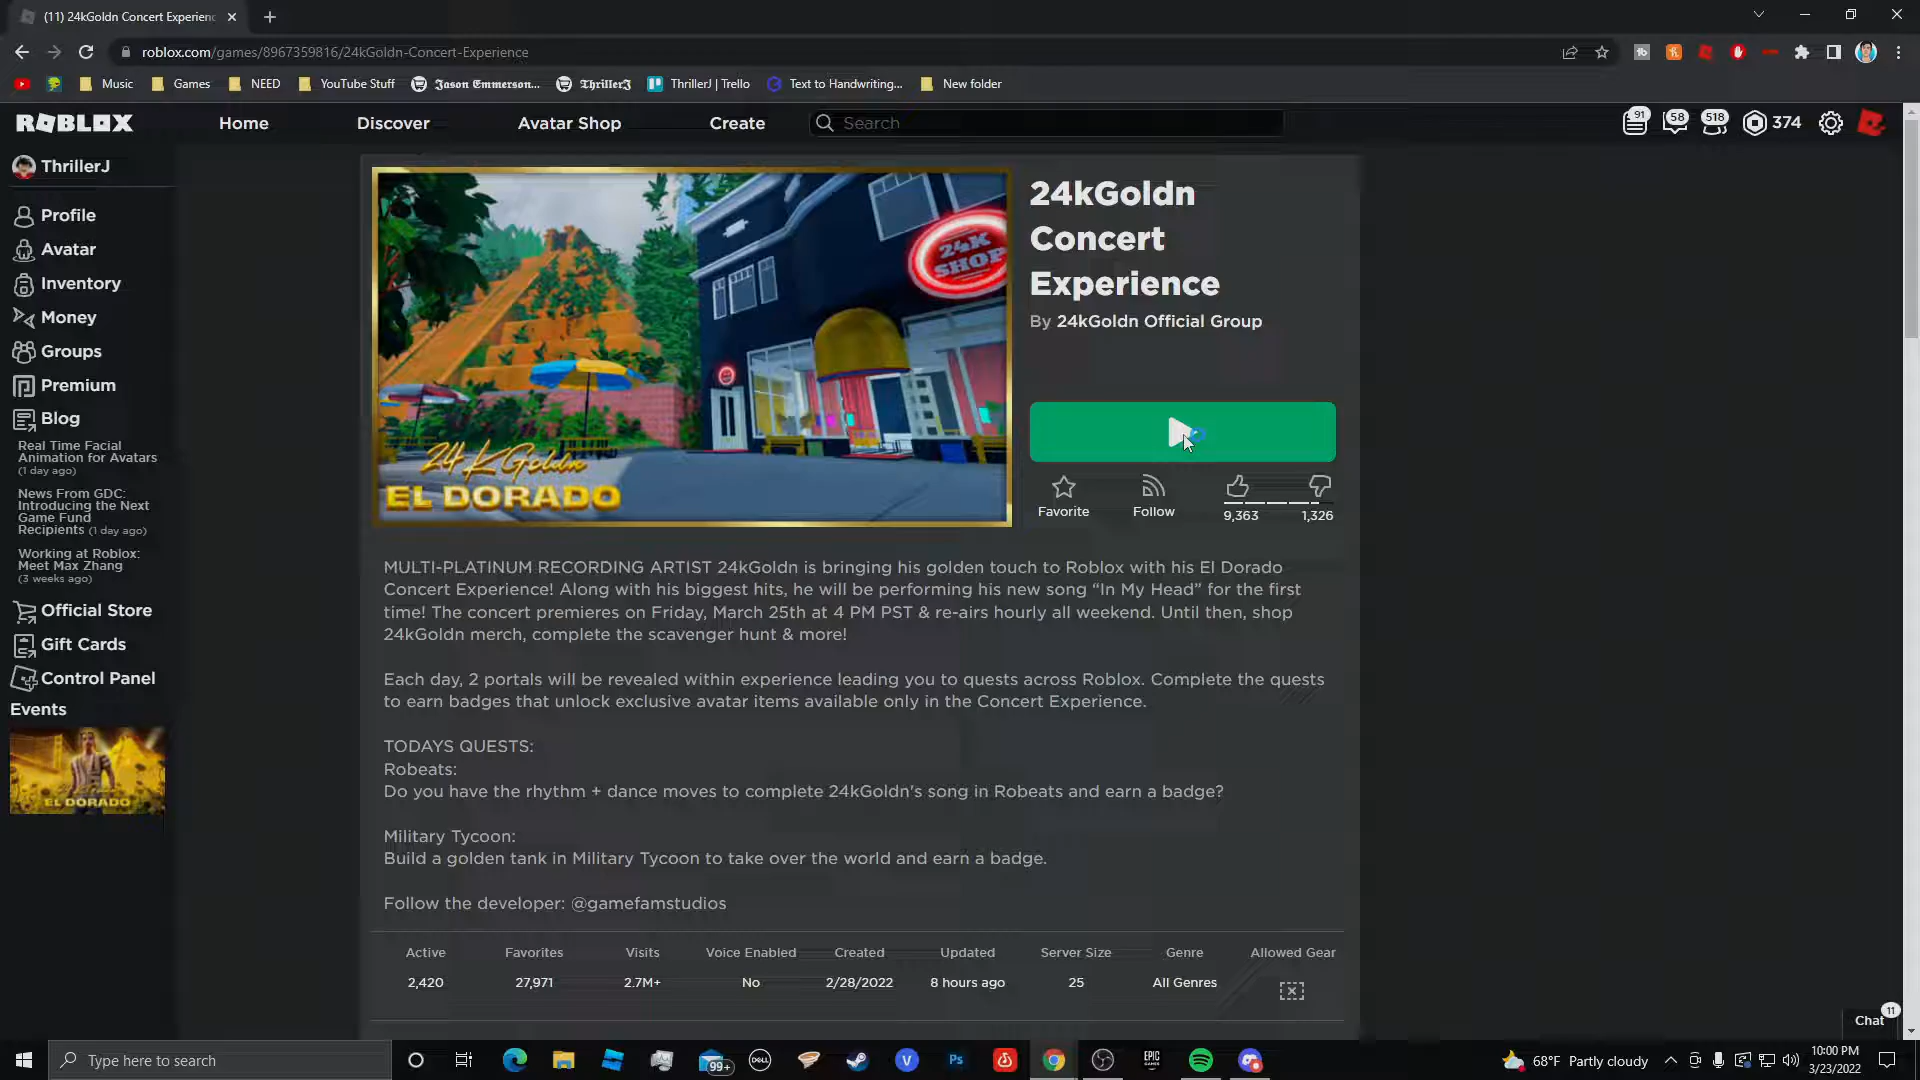 (11) 24kGoldn Concert Experienc
roblox.com/games/8967359816/24kGoldn-Concert-Experience
Music
Games
NEED
YouTube Stuff
Jason Emmerson...
ThrillerJ
ThrillerJ | Trello
Text to Handwriting...
New folder
ROBLOX
Home
Discover
Avatar Shop
Create
Search
91
58
518
374
ThrillerJ
Profile
Avatar
Inventory
Money
Groups
Premium
Blog
Real Time Facial
Animation for Avatars
(1 day ago)
News From GDC:
Introducing the Next
Game Fund
Recipients (1 day ago)
Working at Roblox:
Meet Max Zhang
(3 weeks ago)
Official Store
Gift Cards
Control Panel
Events
EL DORADO
24K
SHOP
24KGoldn
EL DORADO
24kGoldn
Concert
Experience
By 24kGoldn Official Group
Favorite
Follow
9,363
1,326
MULTI-PLATINUM RECORDING ARTIST 24kGoldn is bringing his golden touch to Roblox with his El Dorado
Concert Experience! Along with his biggest hits, he will be performing his new song “In My Head” for the first
time! The concert premieres on Friday, March 25th at 4 PM PST & re-airs hourly all weekend. Until then, shop
24kGoldn merch, complete the scavenger hunt & more!
Each day, 2 portals will be revealed within experience leading you to quests across Roblox. Complete the quests
to earn badges that unlock exclusive avatar items available only in the Concert Experience.
TODAYS QUESTS:
Robeats:
Do you have the rhythm + dance moves to complete 24kGoldn's song in Robeats and earn a badge?
Military Tycoon:
Build a golden tank in Military Tycoon to take over the world and earn a badge.
Follow the developer: @gamefamstudios
Active
Favorites
Visits
Voice Enabled
Created
Updated
Server Size
Genre
Allowed Gear
2,420
27,971
2.7M+
No
2/28/2022
8 hours ago
25
All Genres
Chat
11
Type here to search
99+
DELL
V
Ps
EPIC
GAMES
68°F Partly cloudy
10:00 PM
3/23/2022